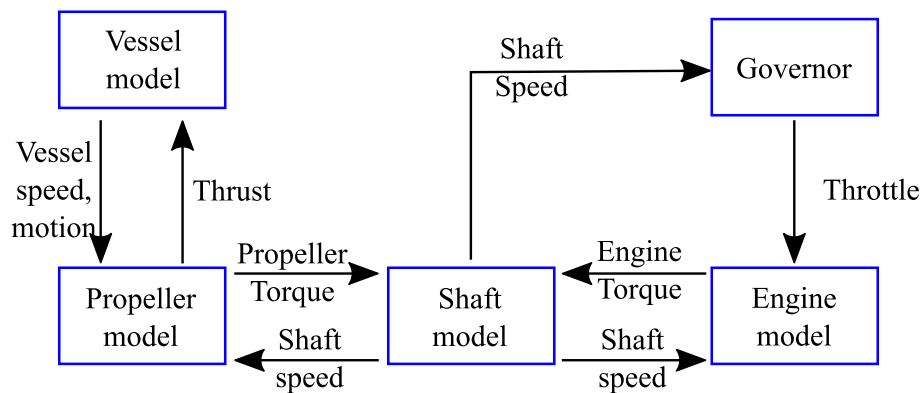 Vessel
model
Shaft
Speed
Governor
Vessel
speed,
motion
Thrust
Throttle
Propeller
Torque
Engine
Torque
Propeller
model
Shaft
model
Engine
model
Shaft
speed
Shaft
speed